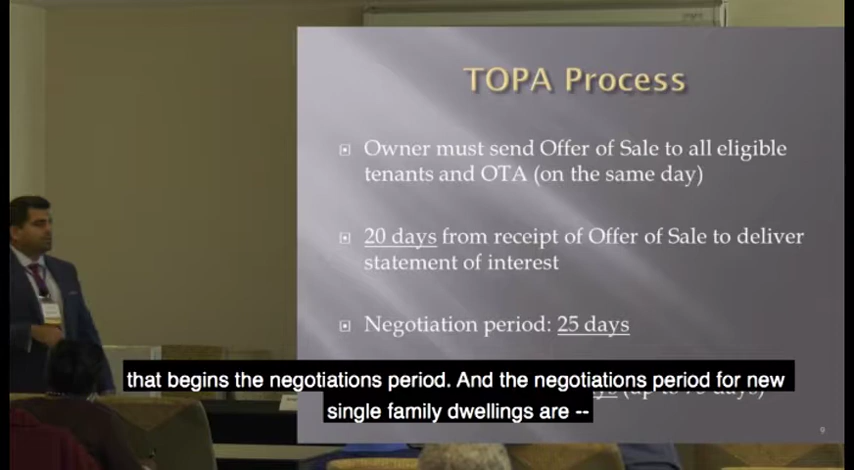 TOPA Process
Owner must send Offer of Sale to all eligible
tenants and OTA (on the same day)
20 days from receipt of Offer of Sale to deliver
statement of interest
Negotiation period: 25 days
that begins the negotiations period. And the negotiations period for new
single family dwellings are --
9